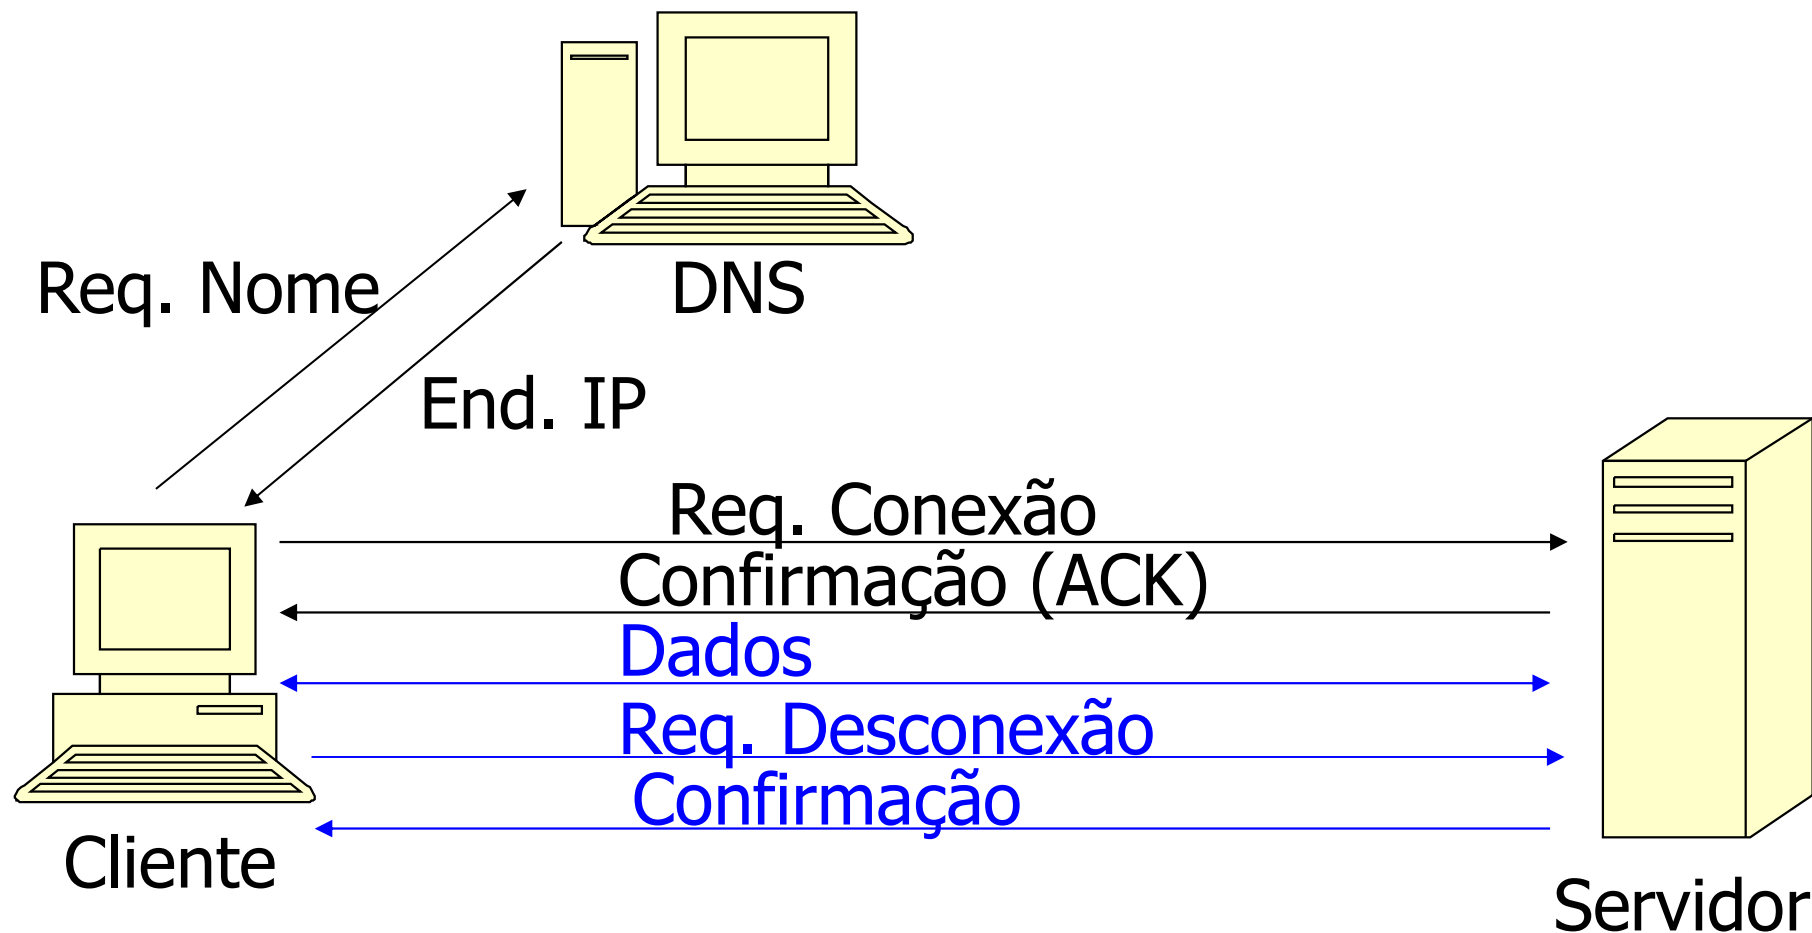 Req. Nome
DNS
End. IP
Req. Conexão
Confirmação (ACK)
Dados
Req. Desconexão
Confirmação
Cliente
Servidor